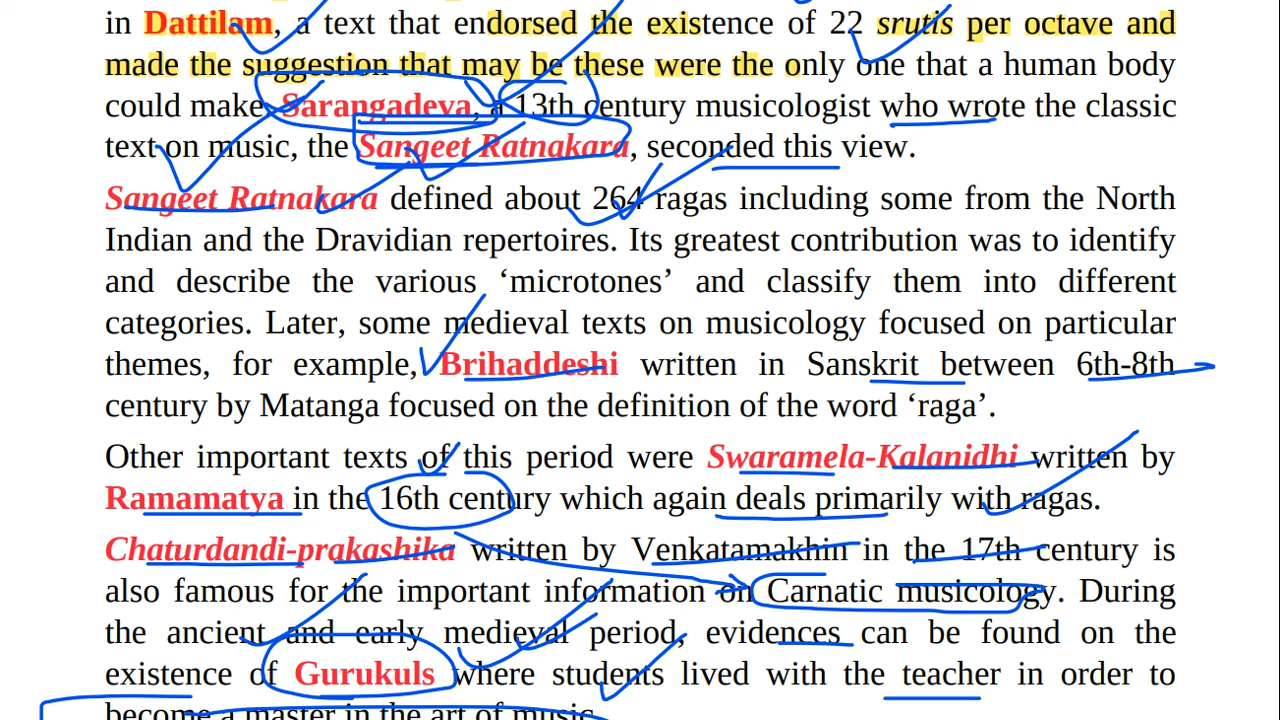 in Dattilam, a text that endorsed the existence of 22 srutis per octave and
made the suggestion that may be these were the only one that a human body
could make. Sarangadeva, a 13th century musicologist who wrote the classic
text on music, the Sangeet Ratnakara, seconded this view.
Sangeet Ratnakara defined about 264 ragas including some from the North
Indian and the Dravidian repertoires. Its greatest contribution was to identify
and describe the various ‘microtones’ and classify them into different
categories. Later, some medieval texts on musicology focused on particular
themes, for example, Brihaddeshi written in Sanskrit between 6th-8th
century by Matanga focused on the definition of the word ‘raga’.
Other important texts of this period were Swaramela-Kalanidhi written by
Ramamatya in the 16th century which again deals primarily with ragas.
Chaturdandi-prakashika written by Venkatamakhin in the 17th century is
also famous for the important information on Carnatic musicology. During
the ancient and early medieval period, evidences can be found on the
existence of Gurukuls where students lived with the teacher in order to
become a master in the art of music.